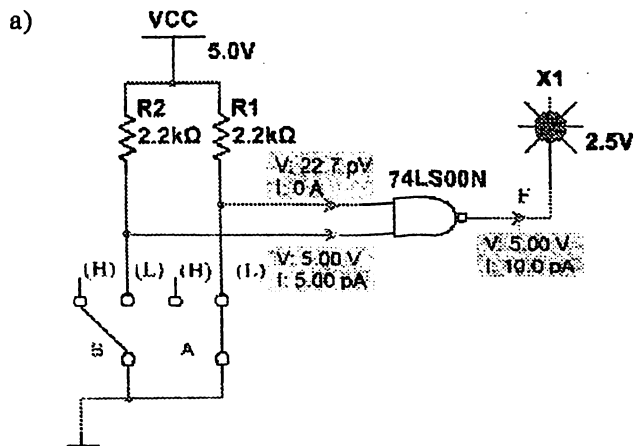 a)
VCC
5.0V
X1
R2
R1
2.2kΩ
2.2kΩ
2.5V
V: 22.7 pV
I: 0 A
74LS00N
F
V: 5.00 V
I: 5.00 pA
V: 5.00 V
I: 10.0 pA
(H) (L) (H) (L)
B
A